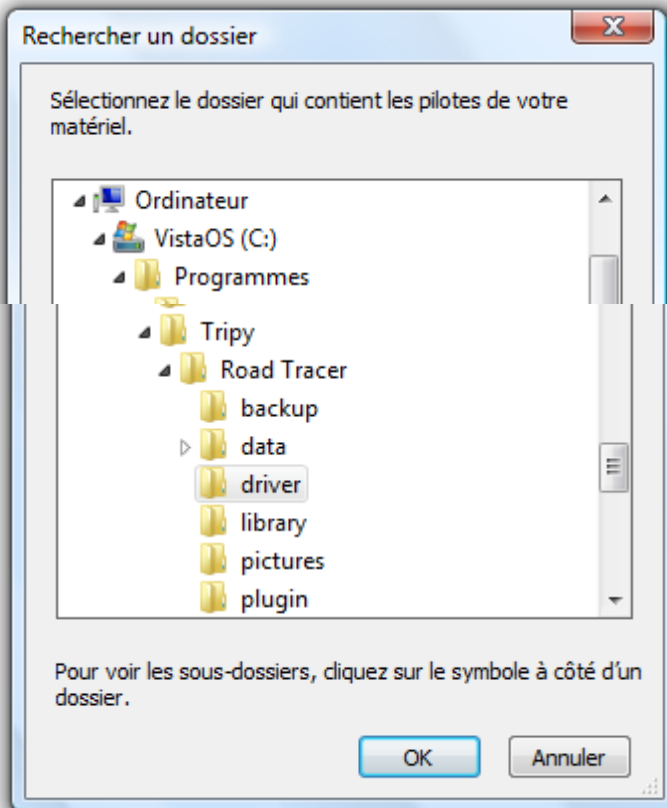 Rechercher un dossier
Sélectionnez le dossier qui contient les pilotes de votre
matériel.
Ordinateur
VistaOS (C:)
Programmes
Tripy
Road Tracer
backup
data
driver
library
pictures
plugin
Pour voir les sous-dossiers, cliquez sur le symbole à côté d'un
dossier.
OK
Annuler